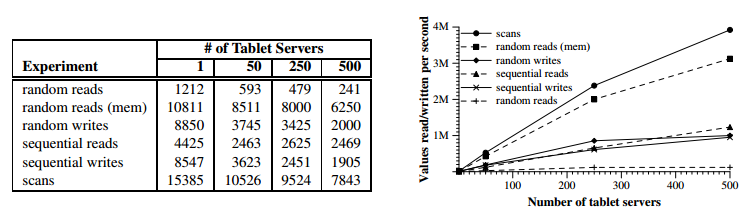 # of Tablet Servers
Experiment 1 50 250 500
random reads 1212 593 479 241
random reads (mem) 10811 8511 8000 6250
random writes 8850 3745 3425 2000
sequential reads 4425 2463 2625 2469
sequential writes 8547 3623 2451 1905
scans 15385 10526 9524 7843
Values read/written per second
4M
3M
2M
1M
scans
random reads (mem)
random writes
sequential reads
sequential writes
random reads
100 200 300 400 500
Number of tablet servers